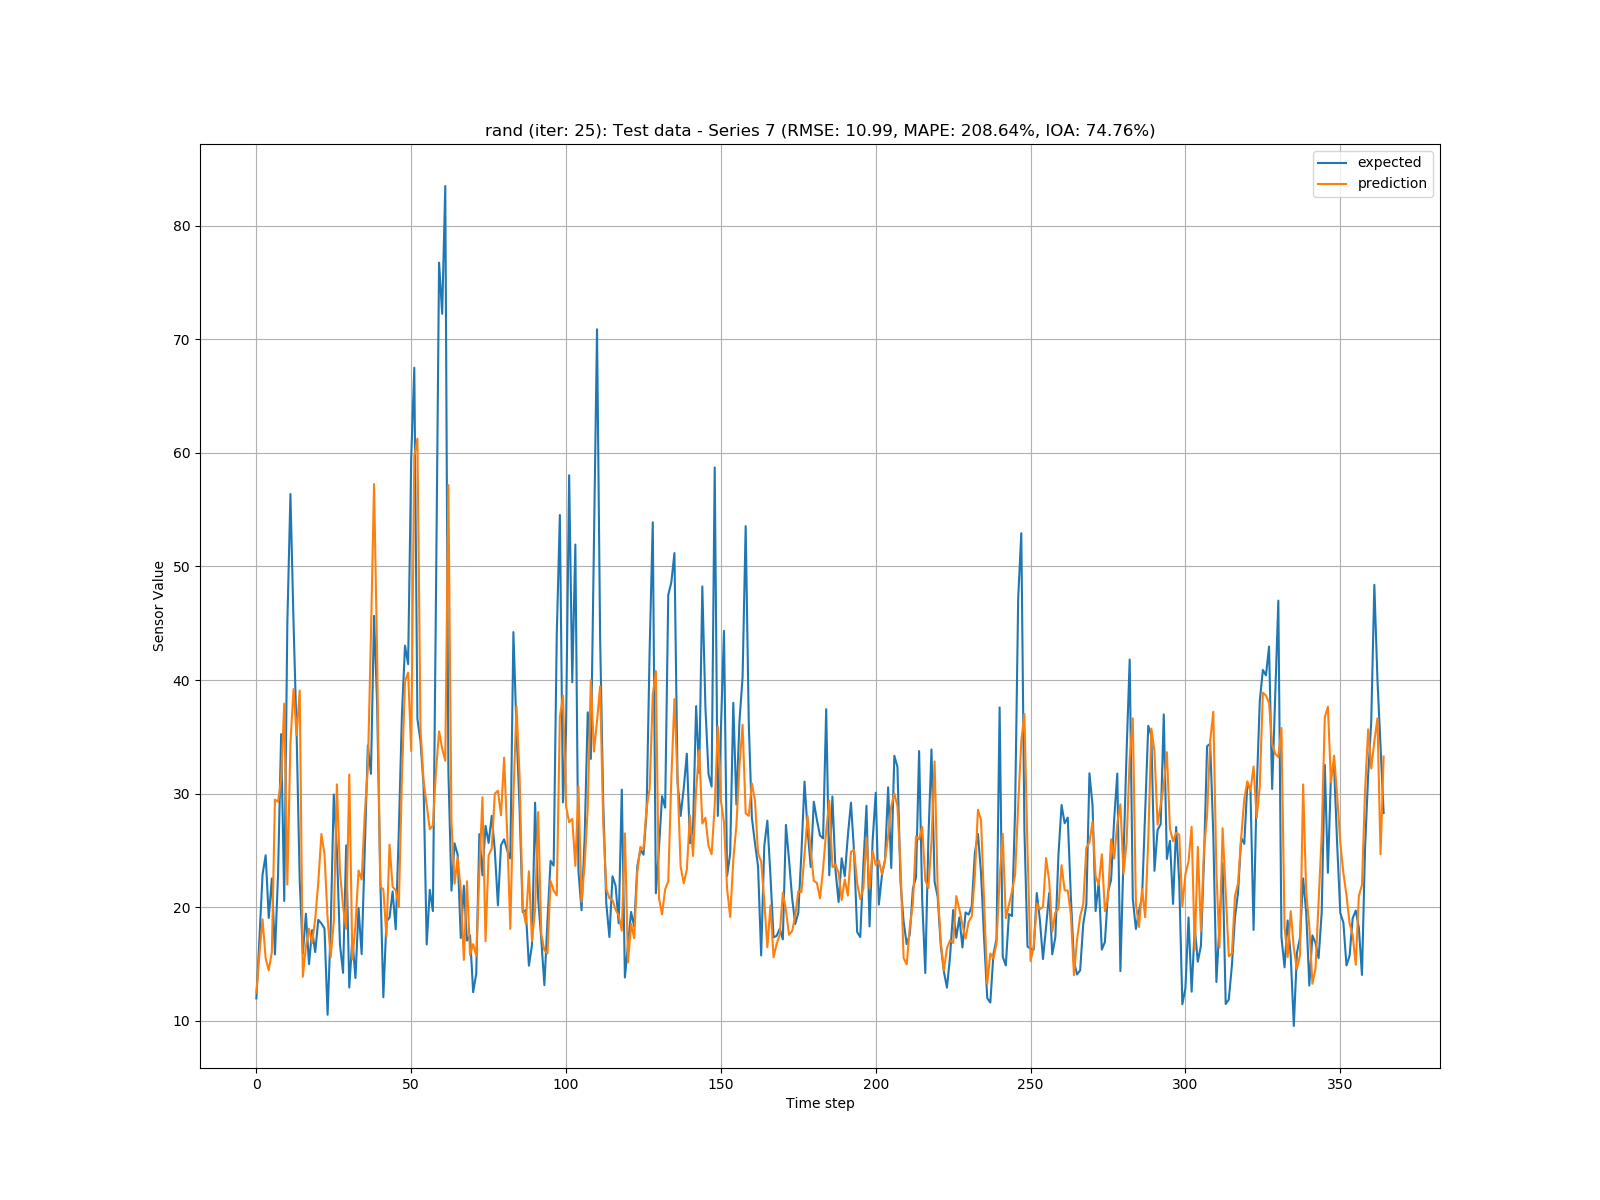 rand (iter: 25): Test data - Series 7 (RMSE: 10.99, MAPE: 208.64%, IOA: 74.76%)
expected
prediction
80
70
60
50
40
30
20
10
Sensor Value
0 50 100 150 200 250 300 350
Time step